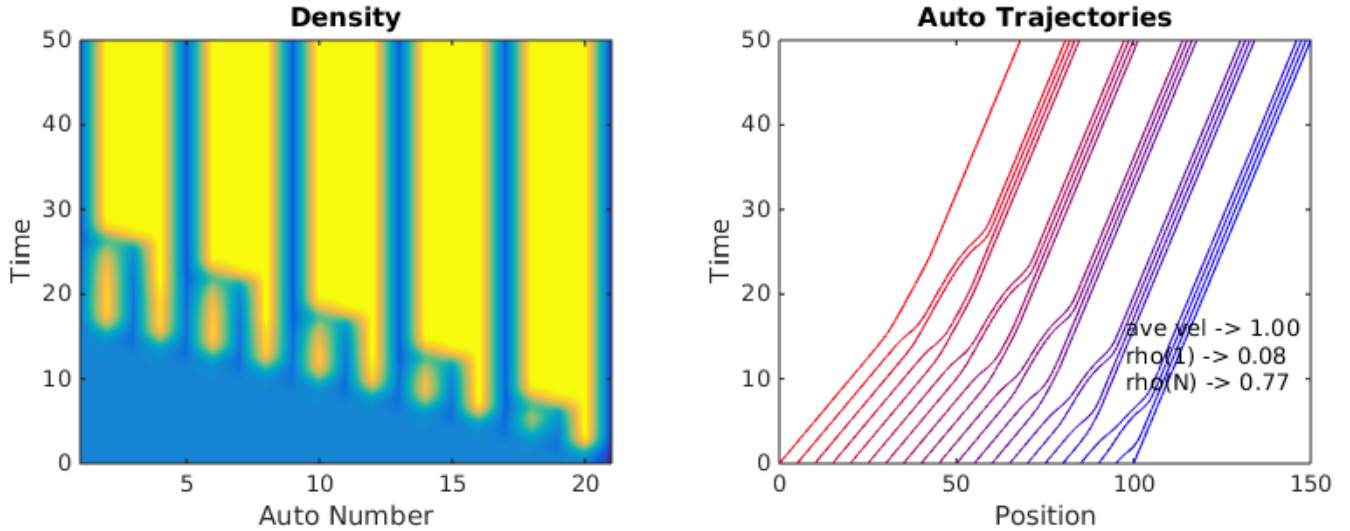 Density
50
40
30
20
10
0
Time
5
10
15
20
Auto Number
Auto Trajectories
50
40
30
20
10
0
Time
ave vel -> 1.00
rho(1) -> 0.08
rho(N) -> 0.77
0
50
100
150
Position